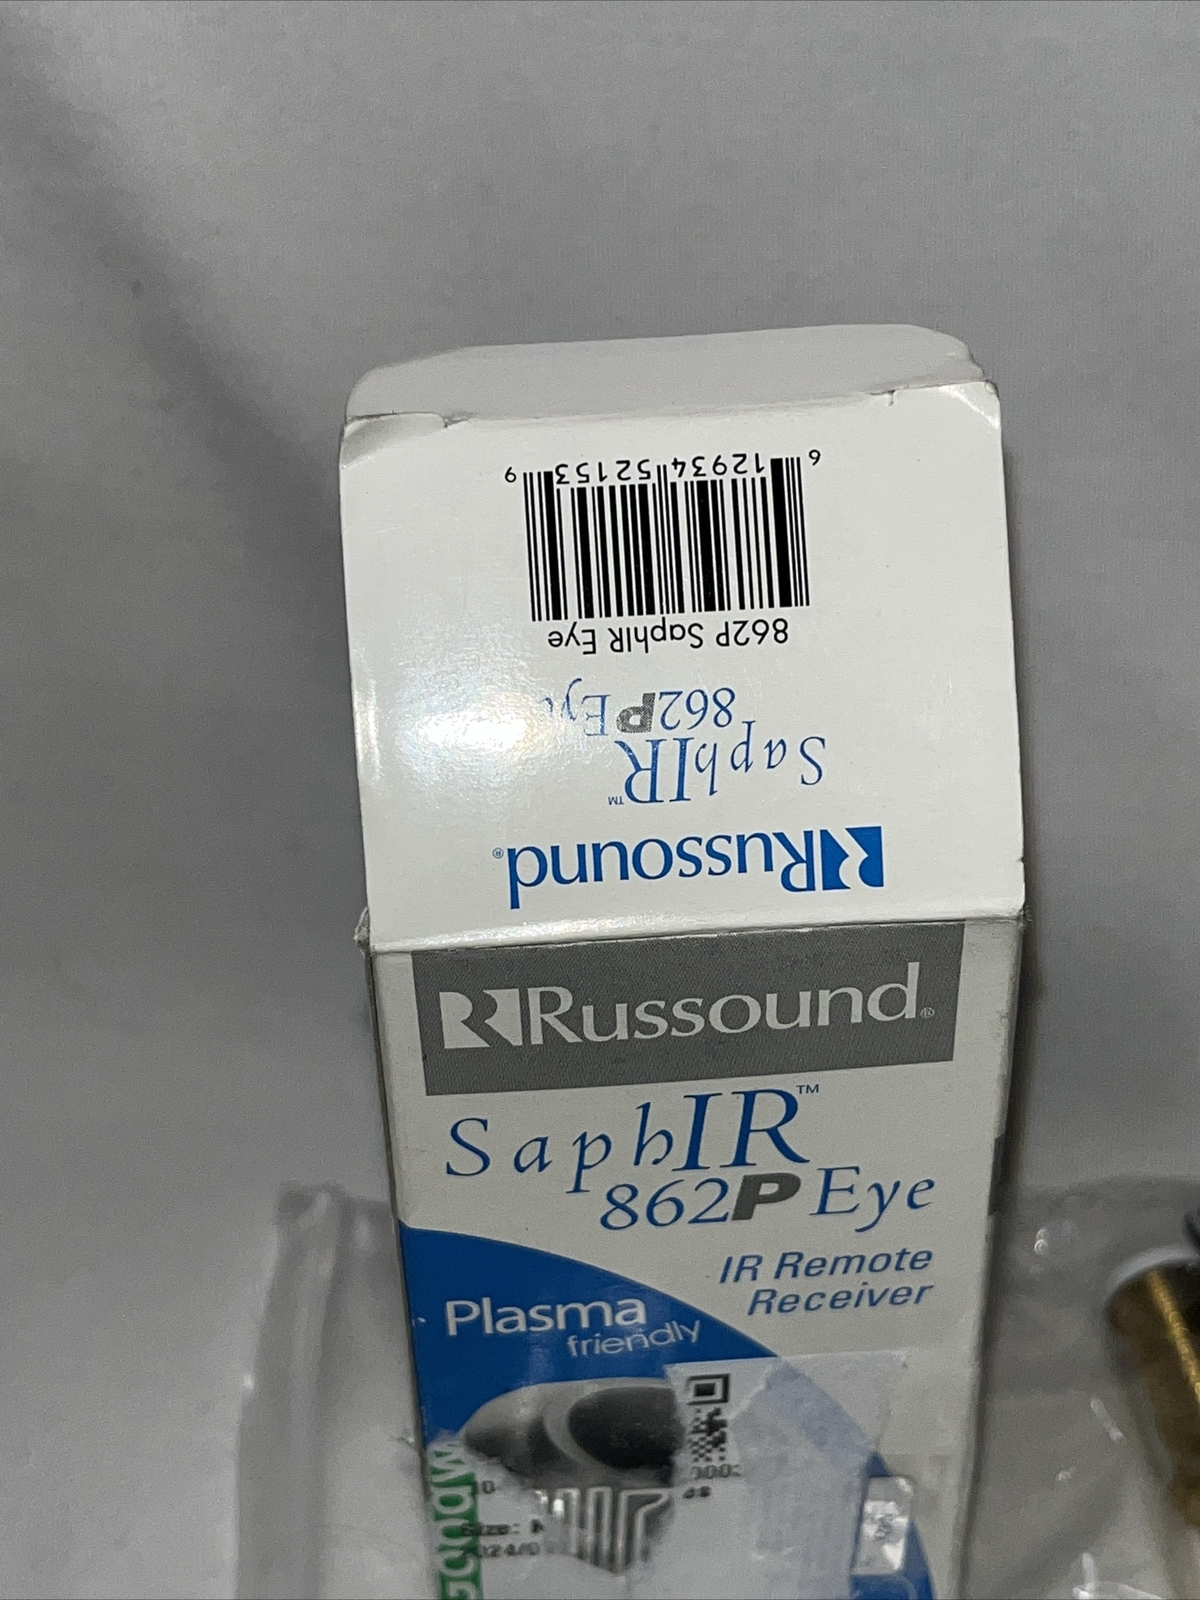 Russound®
SaphIR™
862P Eye
862P SaphIR Eye
6 12934 52153 9
Russound®
SaphIR™
862P Eye
IR Remote
Receiver
Plasma
friendly
Size: